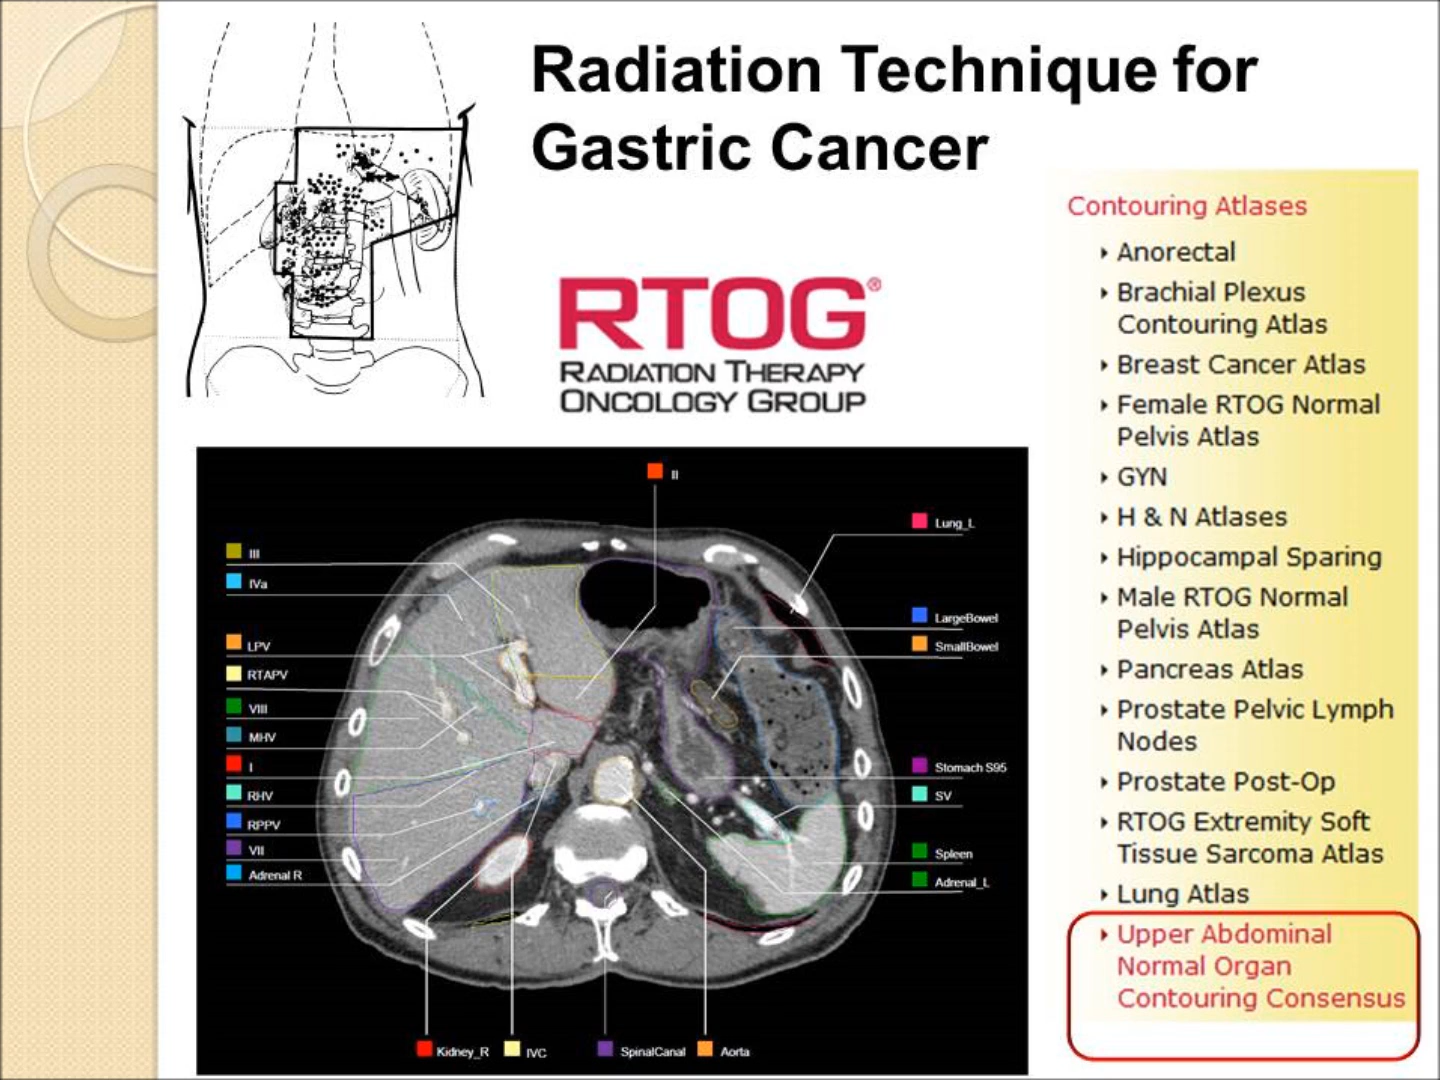 Radiation Technique for
Gastric Cancer
RTOG®
RADIATION THERAPY
ONCOLOGY GROUP
Contouring Atlases
Anorectal
Brachial Plexus
Contouring Atlas
Breast Cancer Atlas
Female RTOG Normal
Pelvis Atlas
GYN
H & N Atlases
Hippocampal Sparing
Male RTOG Normal
Pelvis Atlas
Pancreas Atlas
Prostate Pelvic Lymph
Nodes
Prostate Post-Op
RTOG Extremity Soft
Tissue Sarcoma Atlas
Lung Atlas
Upper Abdominal
Normal Organ
Contouring Consensus
II
III
IVa
LPV
RTAPV
VIII
MHV
I
RHV
RPPV
VII
Adrenal R
Lung_L
LargeBowel
SmallBowel
Stomach S95
SV
Spleen
Adrenal_L
Kidney_R
IVC
SpinalCanal
Aorta